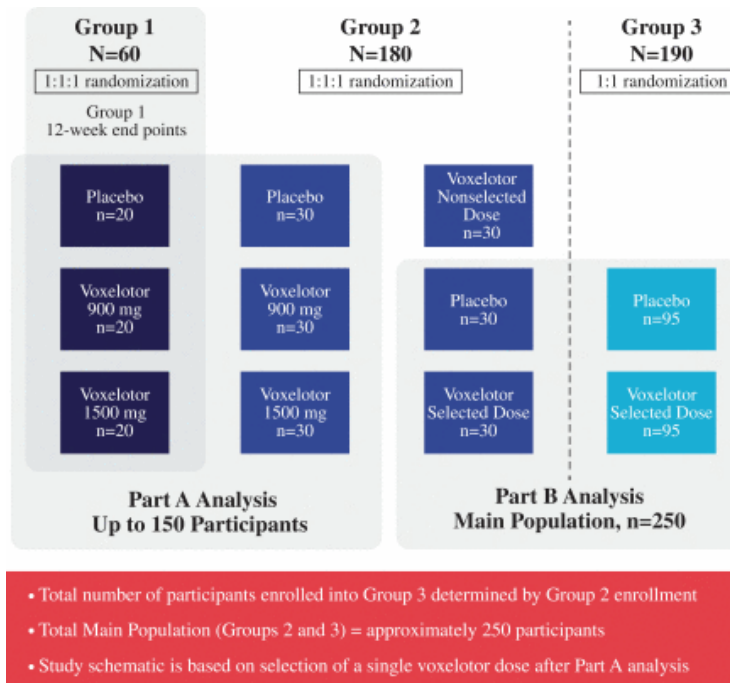 Group 1
N=60
1:1:1 randomization
Group 1
12-week end points
Group 2
N=180
1:1:1 randomization
Group 3
N=190
1:1 randomization
Placebo
n=20
Placebo
n=30
Voxelotor
Nonselected
Dose
n=30
Voxelotor
900 mg
n=20
Voxelotor
900 mg
n=30
Placebo
n=30
Placebo
n=95
Voxelotor
1500 mg
n=20
Voxelotor
1500 mg
n=30
Voxelotor
Selected Dose
n=30
Voxelotor
Selected Dose
n=95
Part A Analysis
Up to 150 Participants
Part B Analysis
Main Population, n=250
• Total number of participants enrolled into Group 3 determined by Group 2 enrollment
• Total Main Population (Groups 2 and 3) = approximately 250 participants
• Study schematic is based on selection of a single voxelotor dose after Part A analysis